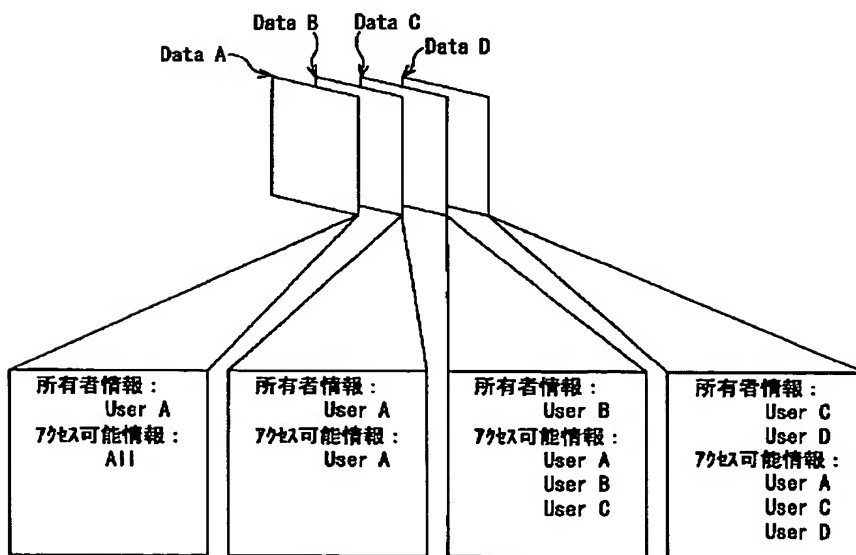 Data A
Data B
Data C
Data D
所有者情報：
User A
ｱｸｾｽ可能情報：
All
所有者情報：
User A
ｱｸｾｽ可能情報：
User A
所有者情報：
User B
ｱｸｾｽ可能情報：
User A
User B
User C
所有者情報：
User C
User D
ｱｸｾｽ可能情報：
User A
User C
User D